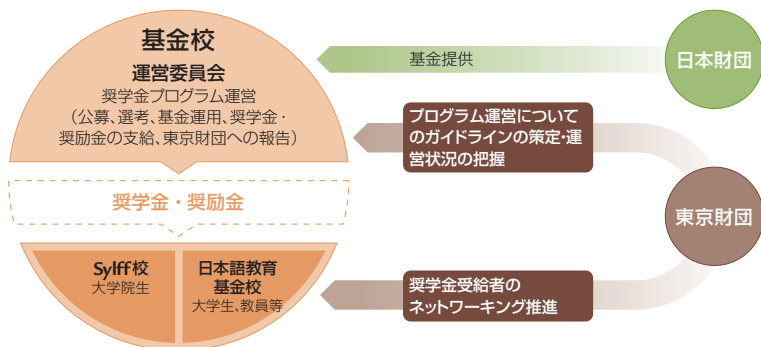 基金校
運営委員会
奨学金プログラム運営
(公募、選考、基金運用、奨学金・
奨励金の支給、東京財団への報告)
基金提供
日本財団
プログラム運営について
のガイドラインの策定・運
営状況の把握
東京財団
奨学金・奨励金
Sylff校
大学院生
日本語教育
基金校
大学生、教員等
奨学金受給者の
ネットワーキング推進